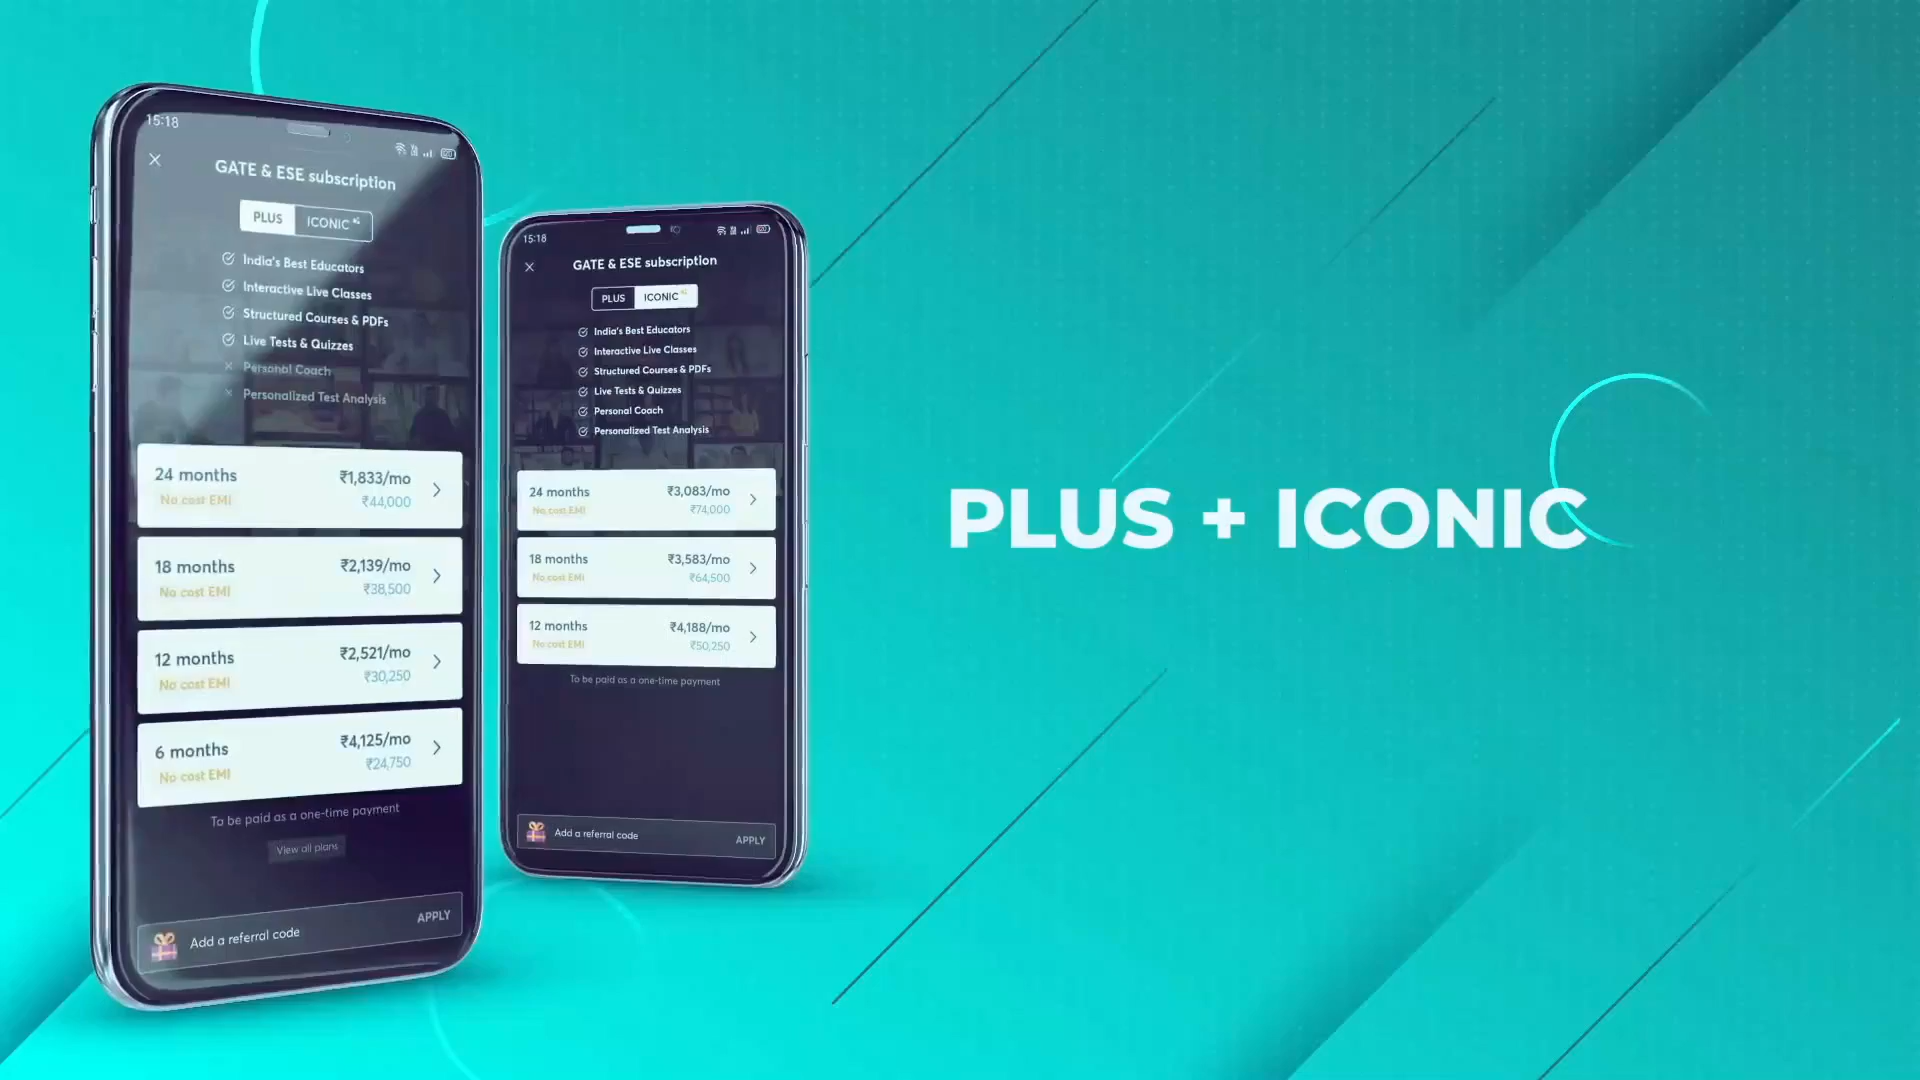 15:18
GATE & ESE subscription
PLUS ICONIC
India's Best Educators
Interactive Live Classes
Structured Courses & PDFs
Live Tests & Quizzes
Personal Coach
Personalized Test Analysis
24 months ₹1,833/mo
No cost EMI ₹44,000
18 months ₹2,139/mo
No cost EMI ₹38,500
12 months ₹2,521/mo
No cost EMI ₹30,250
6 months ₹4,125/mo
No cost EMI ₹24,750
To be paid as a one-time payment
View all plans
Add a referral code APPLY
15:18
GATE & ESE subscription
PLUS ICONIC
India's Best Educators
Interactive Live Classes
Structured Courses & PDFs
Live Tests & Quizzes
Personal Coach
Personalized Test Analysis
24 months ₹3,083/mo
No cost EMI ₹74,000
18 months ₹3,583/mo
No cost EMI ₹64,500
12 months ₹4,188/mo
No cost EMI ₹50,250
To be paid as a one-time payment
Add a referral code APPLY
PLUS + ICONIC